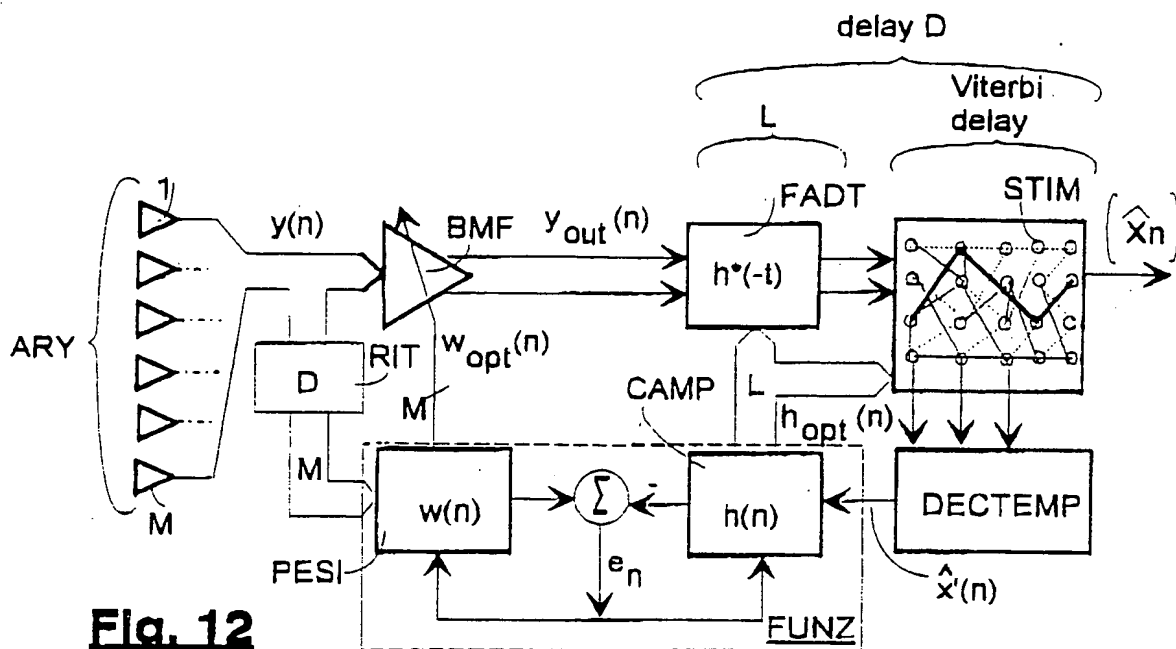 delay D
Viterbi
delay
L
STIM
FADT
1
y(n)
BMF
y_out(n)
h*(-t)
[x̂n]
ARY
D
RIT
w_opt(n)
M
CAMP
L
h_opt(n)
M
M
w(n)
Σ
-
h(n)
DECTEMP
PESI
e_n
x̂'(n)
FUNZ
Fig. 12